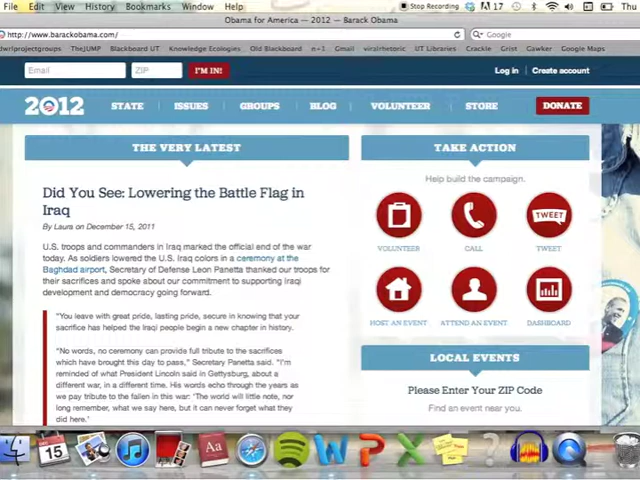 File Edit View History Bookmarks Window Help Stop Recording 17 Thu
Obama for America — 2012 — Barack Obama
http://www.barackobama.com/ Google
dwrlprojectgroups TheJUMP Blackboard UT Knowledge Ecologies Old Blackboard n+1 Gmail viralrhetoric UT Libraries Crackle Grist Gawker Google Maps
Email ZIP I'M IN! Log in Create account
2012 STATE ISSUES GROUPS BLOG VOLUNTEER STORE DONATE
THE VERY LATEST
Did You See: Lowering the Battle Flag in
Iraq
By Laura on December 15, 2011
U.S. troops and commanders in Iraq marked the official end of the war
today. As soldiers lowered the U.S. Iraq colors in a ceremony at the
Baghdad airport, Secretary of Defense Leon Panetta thanked our troops for
their sacrifices and spoke about our commitment to supporting Iraqi
development and democracy going forward.
"You leave with great pride, lasting pride, secure in knowing that your
sacrifice has helped the Iraqi people begin a new chapter in history.
"No words, no ceremony can provide full tribute to the sacrifices
which have brought this day to pass," Secretary Panetta said. "I'm
reminded of what President Lincoln said in Gettysburg, about a
different war, in a different time. His words echo through the years as
we pay tribute to the fallen in this war: 'The world will little note, nor
long remember, what we say here, but it can never forget what they
did here.'
TAKE ACTION
Help build the campaign.
TWEET
VOLUNTEER CALL TWEET
HOST AN EVENT ATTEND AN EVENT DASHBOARD
LOCAL EVENTS
Please Enter Your ZIP Code
Find an event near you.
DEC
15
Aa
W P X ?